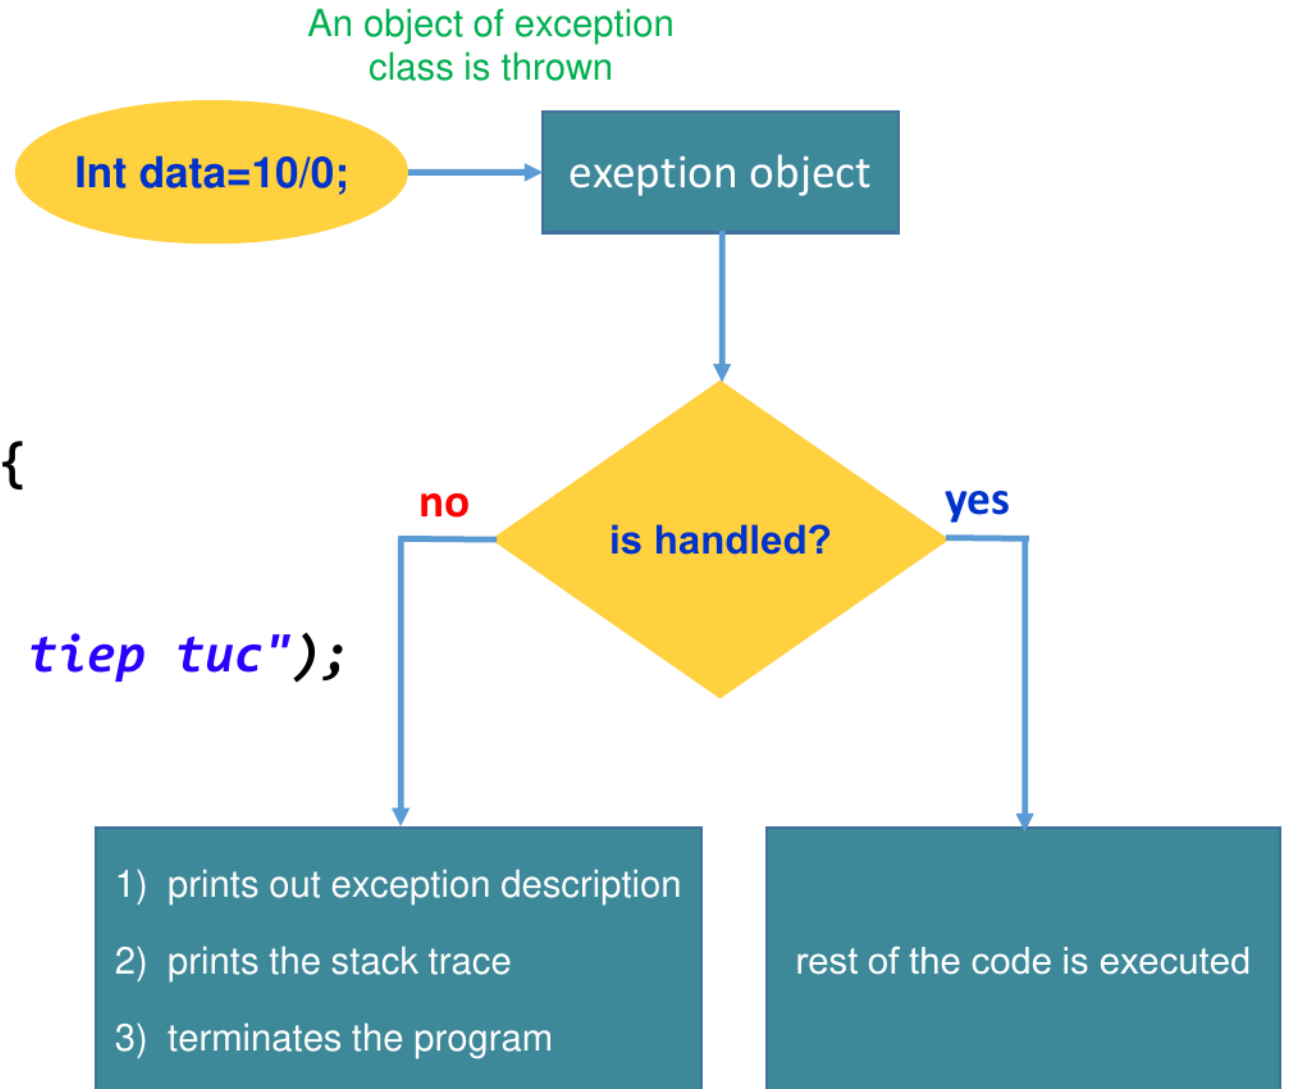 An object of exception
class is thrown
Int data=10/0;
exeption object
{
no
yes
is handled?
tiep tuc");
1) prints out exception description
2) prints the stack trace
3) terminates the program
rest of the code is executed